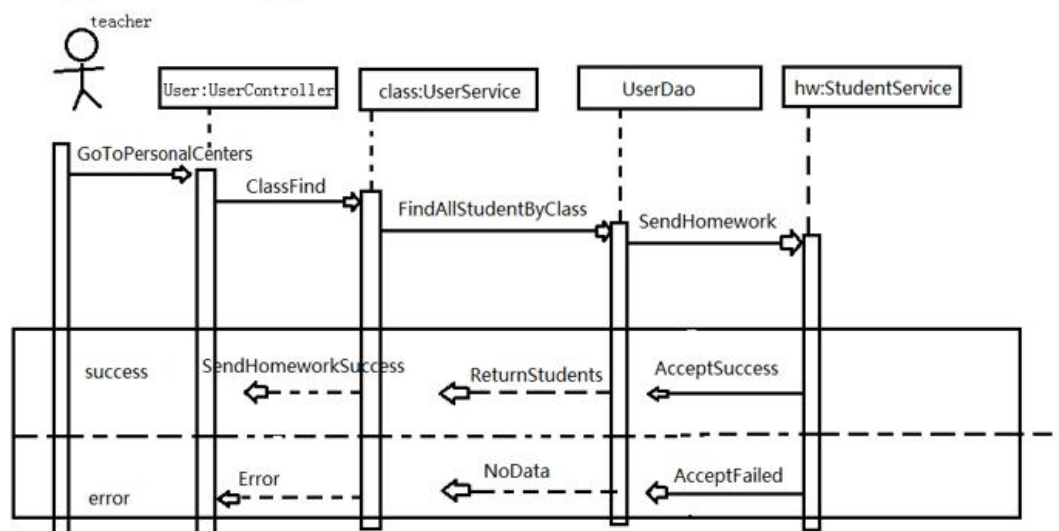 teacher
User:UserController
class:UserService
UserDao
hw:StudentService
GoToPersonalCenters
ClassFind
FindAllStudentByClass
SendHomework
success
SendHomeworkSuccess
ReturnStudents
AcceptSuccess
error
Error
NoData
AcceptFailed